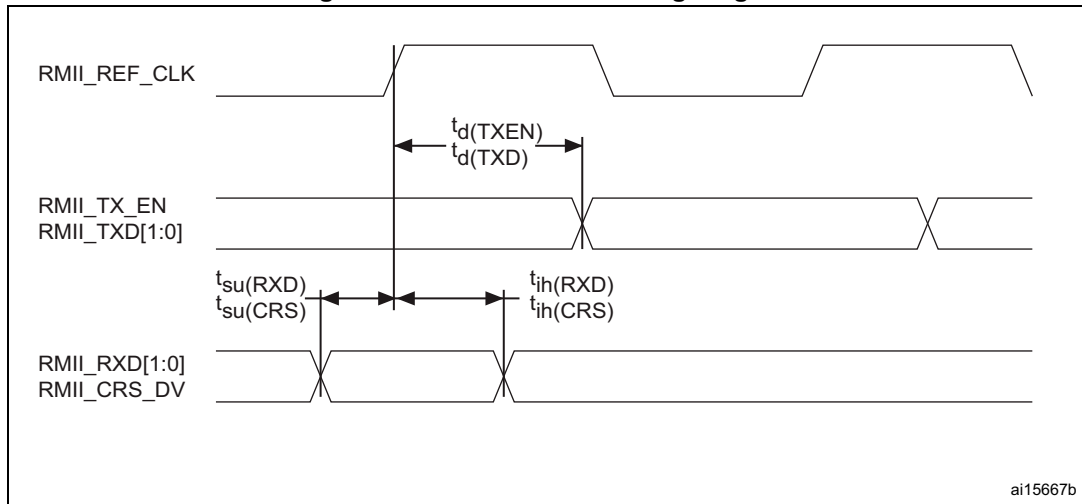 RMII_REF_CLK
td(TXEN)
td(TXD)
RMII_TX_EN
RMII_TXD[1:0]
tsu(RXD)
tsu(CRS)
tih(RXD)
tih(CRS)
RMII_RXD[1:0]
RMII_CRS_DV
ai15667b